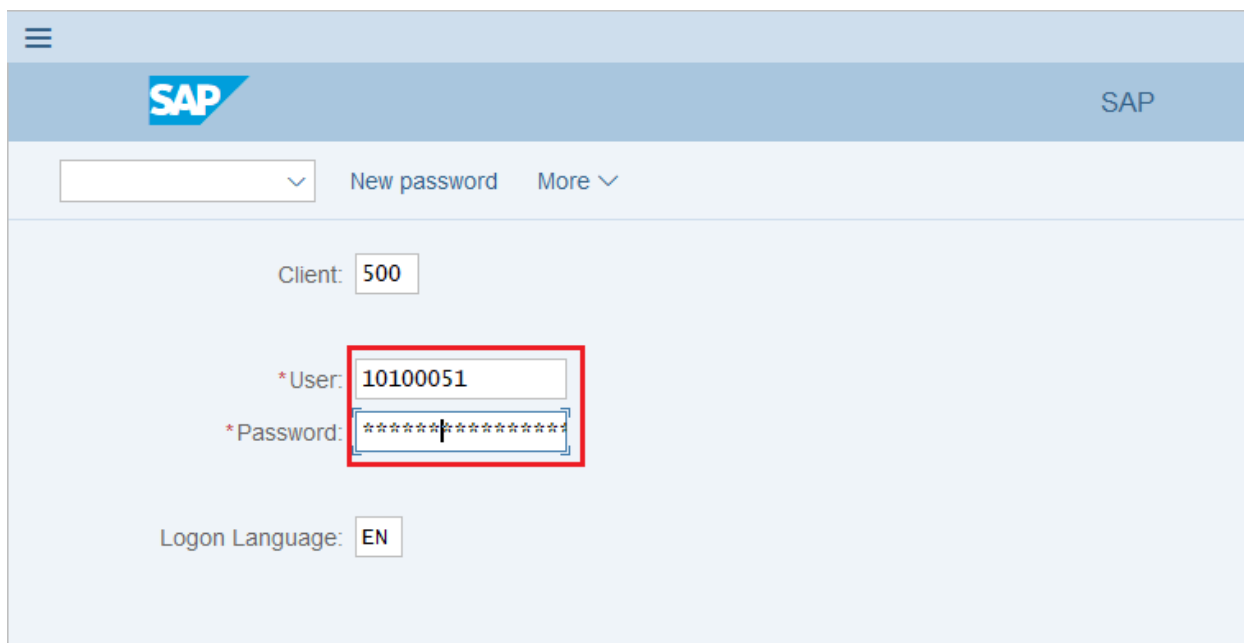 SAP
SAP
New password More
Client: 500
*User: 10100051
*Password: *****************
Logon Language: EN